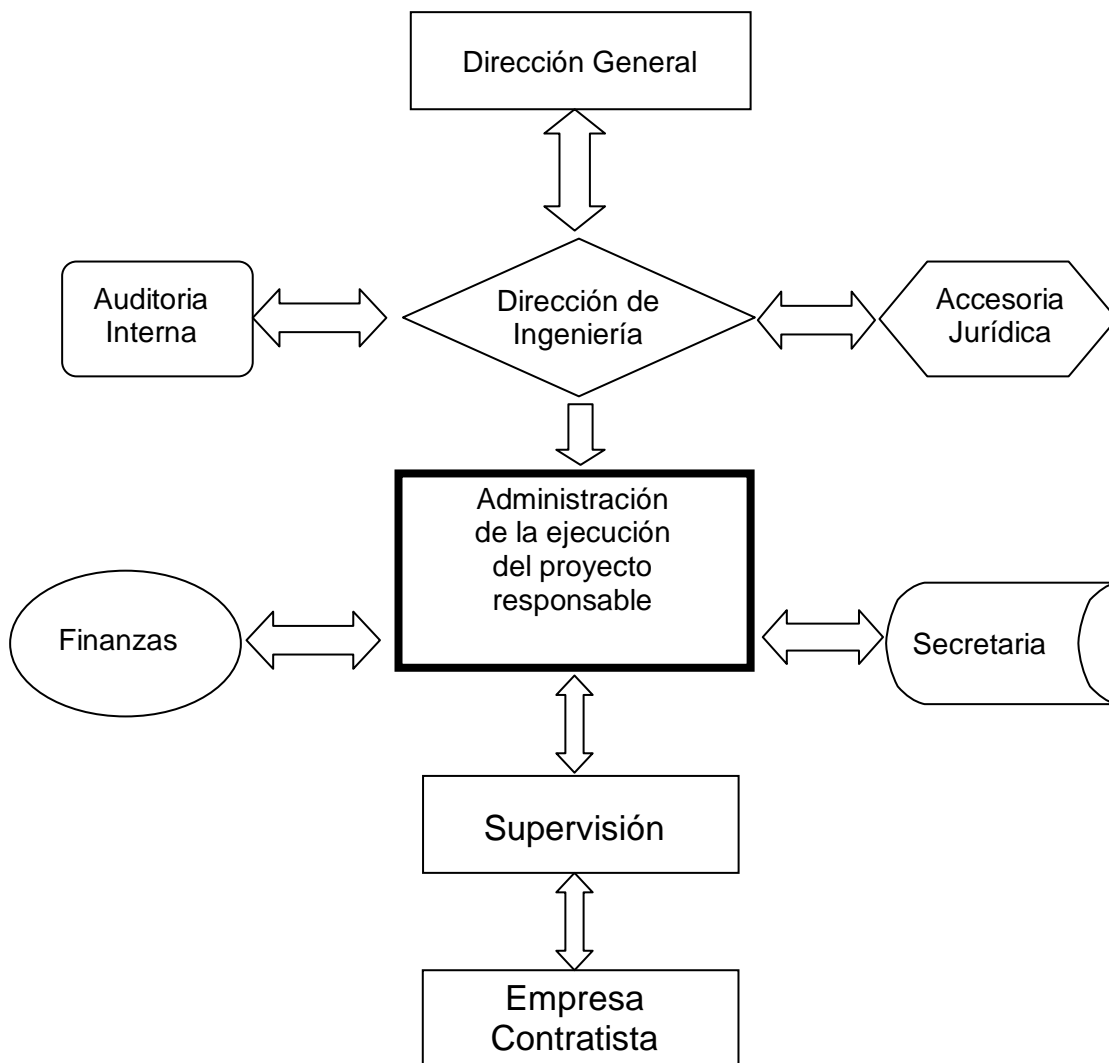 Dirección General
Auditoria
Interna
Dirección de
Ingeniería
Accesoria
Jurídica
Administración
de la ejecución
del proyecto
responsable
Finanzas
Secretaria
Supervisión
Empresa
Contratista